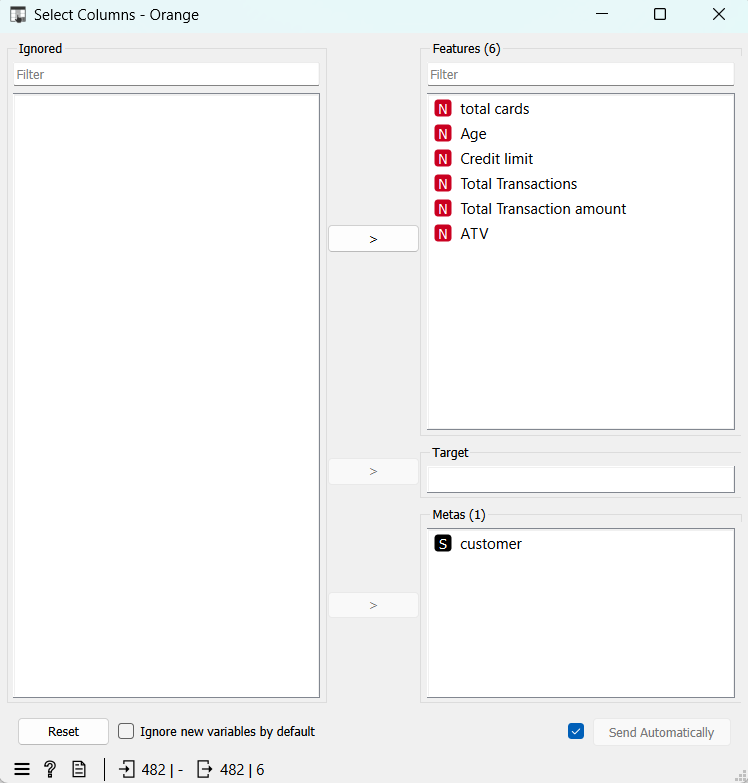 Select Columns - Orange
Ignored
Filter
>
>
>
Features (6)
Filter
N total cards
N Age
N Credit limit
N Total Transactions
N Total Transaction amount
N ATV
Target
Metas (1)
S customer
Reset
Ignore new variables by default
Send Automatically
? 482 | - 482 | 6